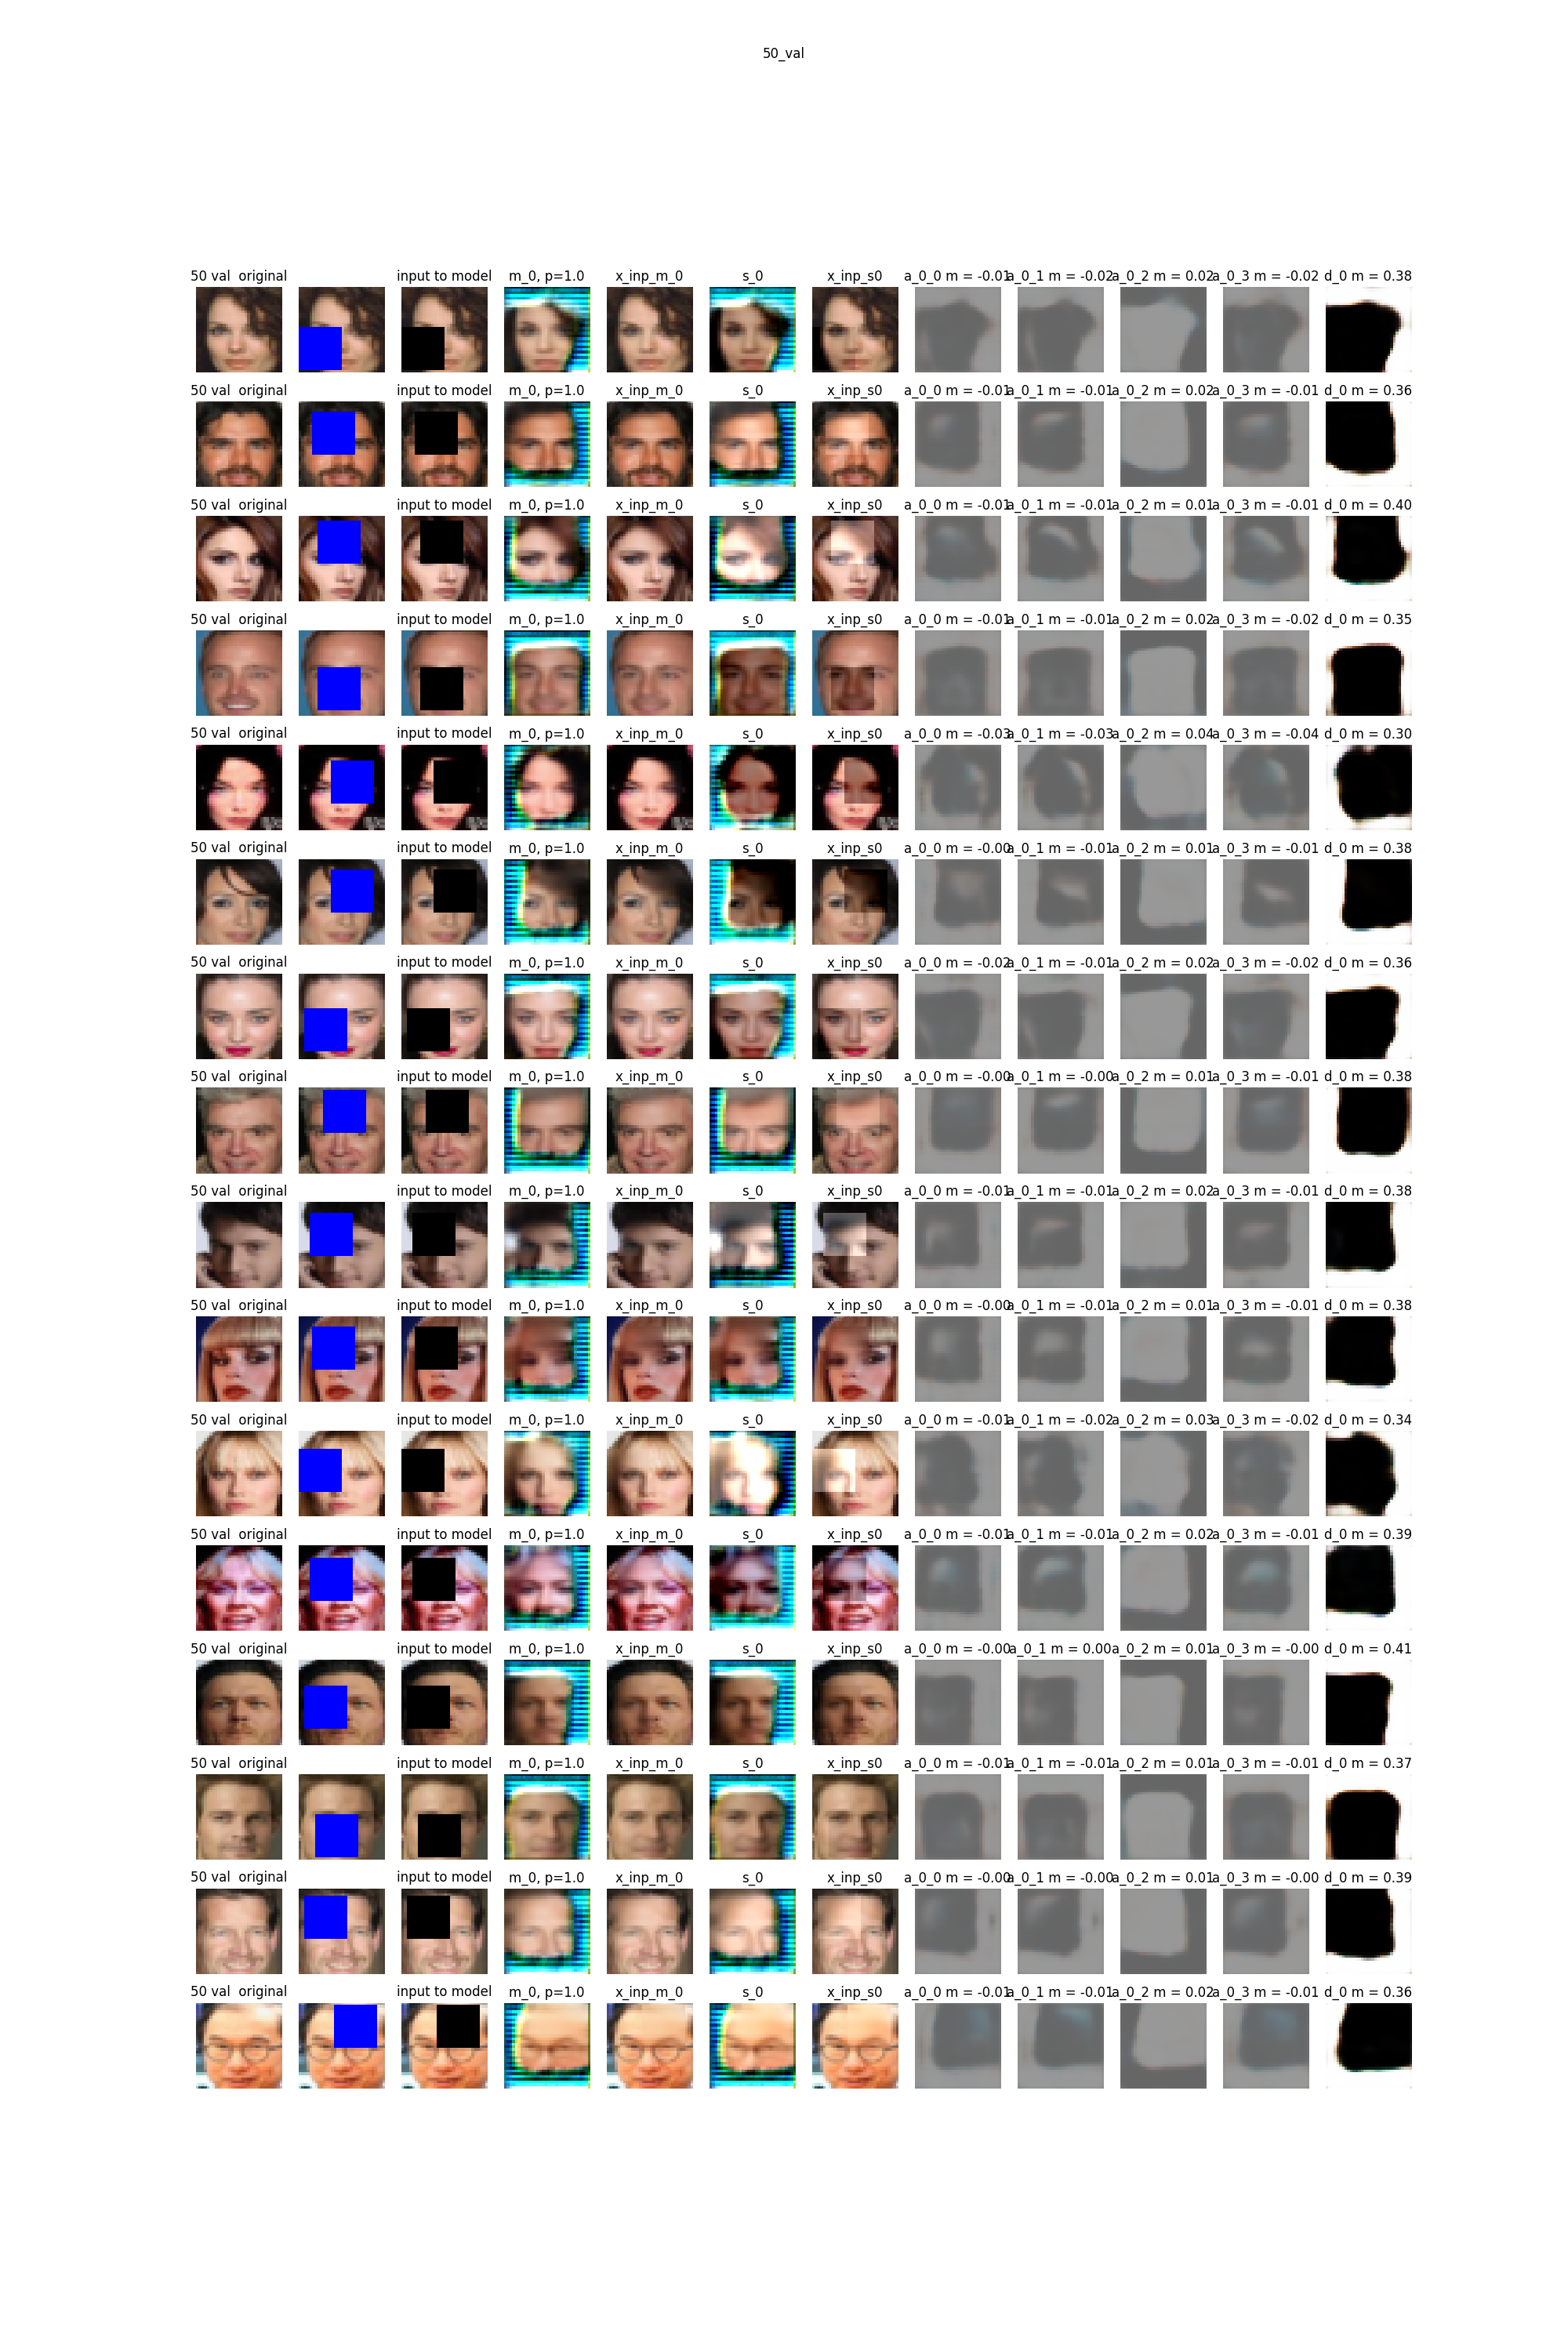 50_val
50 val original input to model m_0, p=1.0 x_inp_m_0 s_0 x_inp_s0 a_0_0 m = -0.01 a_0_1 m = -0.02 a_0_2 m = 0.02 a_0_3 m = -0.02 d_0 m = 0.38
50 val original input to model m_0, p=1.0 x_inp_m_0 s_0 x_inp_s0 a_0_0 m = -0.01 a_0_1 m = -0.01 a_0_2 m = 0.02 a_0_3 m = -0.01 d_0 m = 0.36
50 val original input to model m_0, p=1.0 x_inp_m_0 s_0 x_inp_s0 a_0_0 m = -0.01 a_0_1 m = -0.01 a_0_2 m = 0.01 a_0_3 m = -0.01 d_0 m = 0.40
50 val original input to model m_0, p=1.0 x_inp_m_0 s_0 x_inp_s0 a_0_0 m = -0.01 a_0_1 m = -0.01 a_0_2 m = 0.02 a_0_3 m = -0.02 d_0 m = 0.35
50 val original input to model m_0, p=1.0 x_inp_m_0 s_0 x_inp_s0 a_0_0 m = -0.03 a_0_1 m = -0.03 a_0_2 m = 0.04 a_0_3 m = -0.04 d_0 m = 0.30
50 val original input to model m_0, p=1.0 x_inp_m_0 s_0 x_inp_s0 a_0_0 m = -0.00 a_0_1 m = -0.01 a_0_2 m = 0.01 a_0_3 m = -0.01 d_0 m = 0.38
50 val original input to model m_0, p=1.0 x_inp_m_0 s_0 x_inp_s0 a_0_0 m = -0.02 a_0_1 m = -0.01 a_0_2 m = 0.02 a_0_3 m = -0.02 d_0 m = 0.36
50 val original input to model m_0, p=1.0 x_inp_m_0 s_0 x_inp_s0 a_0_0 m = -0.00 a_0_1 m = -0.00 a_0_2 m = 0.01 a_0_3 m = -0.01 d_0 m = 0.38
50 val original input to model m_0, p=1.0 x_inp_m_0 s_0 x_inp_s0 a_0_0 m = -0.01 a_0_1 m = -0.01 a_0_2 m = 0.02 a_0_3 m = -0.01 d_0 m = 0.38
50 val original input to model m_0, p=1.0 x_inp_m_0 s_0 x_inp_s0 a_0_0 m = -0.00 a_0_1 m = -0.01 a_0_2 m = 0.01 a_0_3 m = -0.01 d_0 m = 0.38
50 val original input to model m_0, p=1.0 x_inp_m_0 s_0 x_inp_s0 a_0_0 m = -0.01 a_0_1 m = -0.02 a_0_2 m = 0.03 a_0_3 m = -0.02 d_0 m = 0.34
50 val original input to model m_0, p=1.0 x_inp_m_0 s_0 x_inp_s0 a_0_0 m = -0.01 a_0_1 m = -0.01 a_0_2 m = 0.02 a_0_3 m = -0.01 d_0 m = 0.39
50 val original input to model m_0, p=1.0 x_inp_m_0 s_0 x_inp_s0 a_0_0 m = -0.00 a_0_1 m = 0.00 a_0_2 m = 0.01 a_0_3 m = -0.00 d_0 m = 0.41
50 val original input to model m_0, p=1.0 x_inp_m_0 s_0 x_inp_s0 a_0_0 m = -0.01 a_0_1 m = -0.01 a_0_2 m = 0.01 a_0_3 m = -0.01 d_0 m = 0.37
50 val original input to model m_0, p=1.0 x_inp_m_0 s_0 x_inp_s0 a_0_0 m = -0.00 a_0_1 m = -0.00 a_0_2 m = 0.01 a_0_3 m = -0.00 d_0 m = 0.39
50 val original input to model m_0, p=1.0 x_inp_m_0 s_0 x_inp_s0 a_0_0 m = -0.01 a_0_1 m = -0.01 a_0_2 m = 0.02 a_0_3 m = -0.01 d_0 m = 0.36